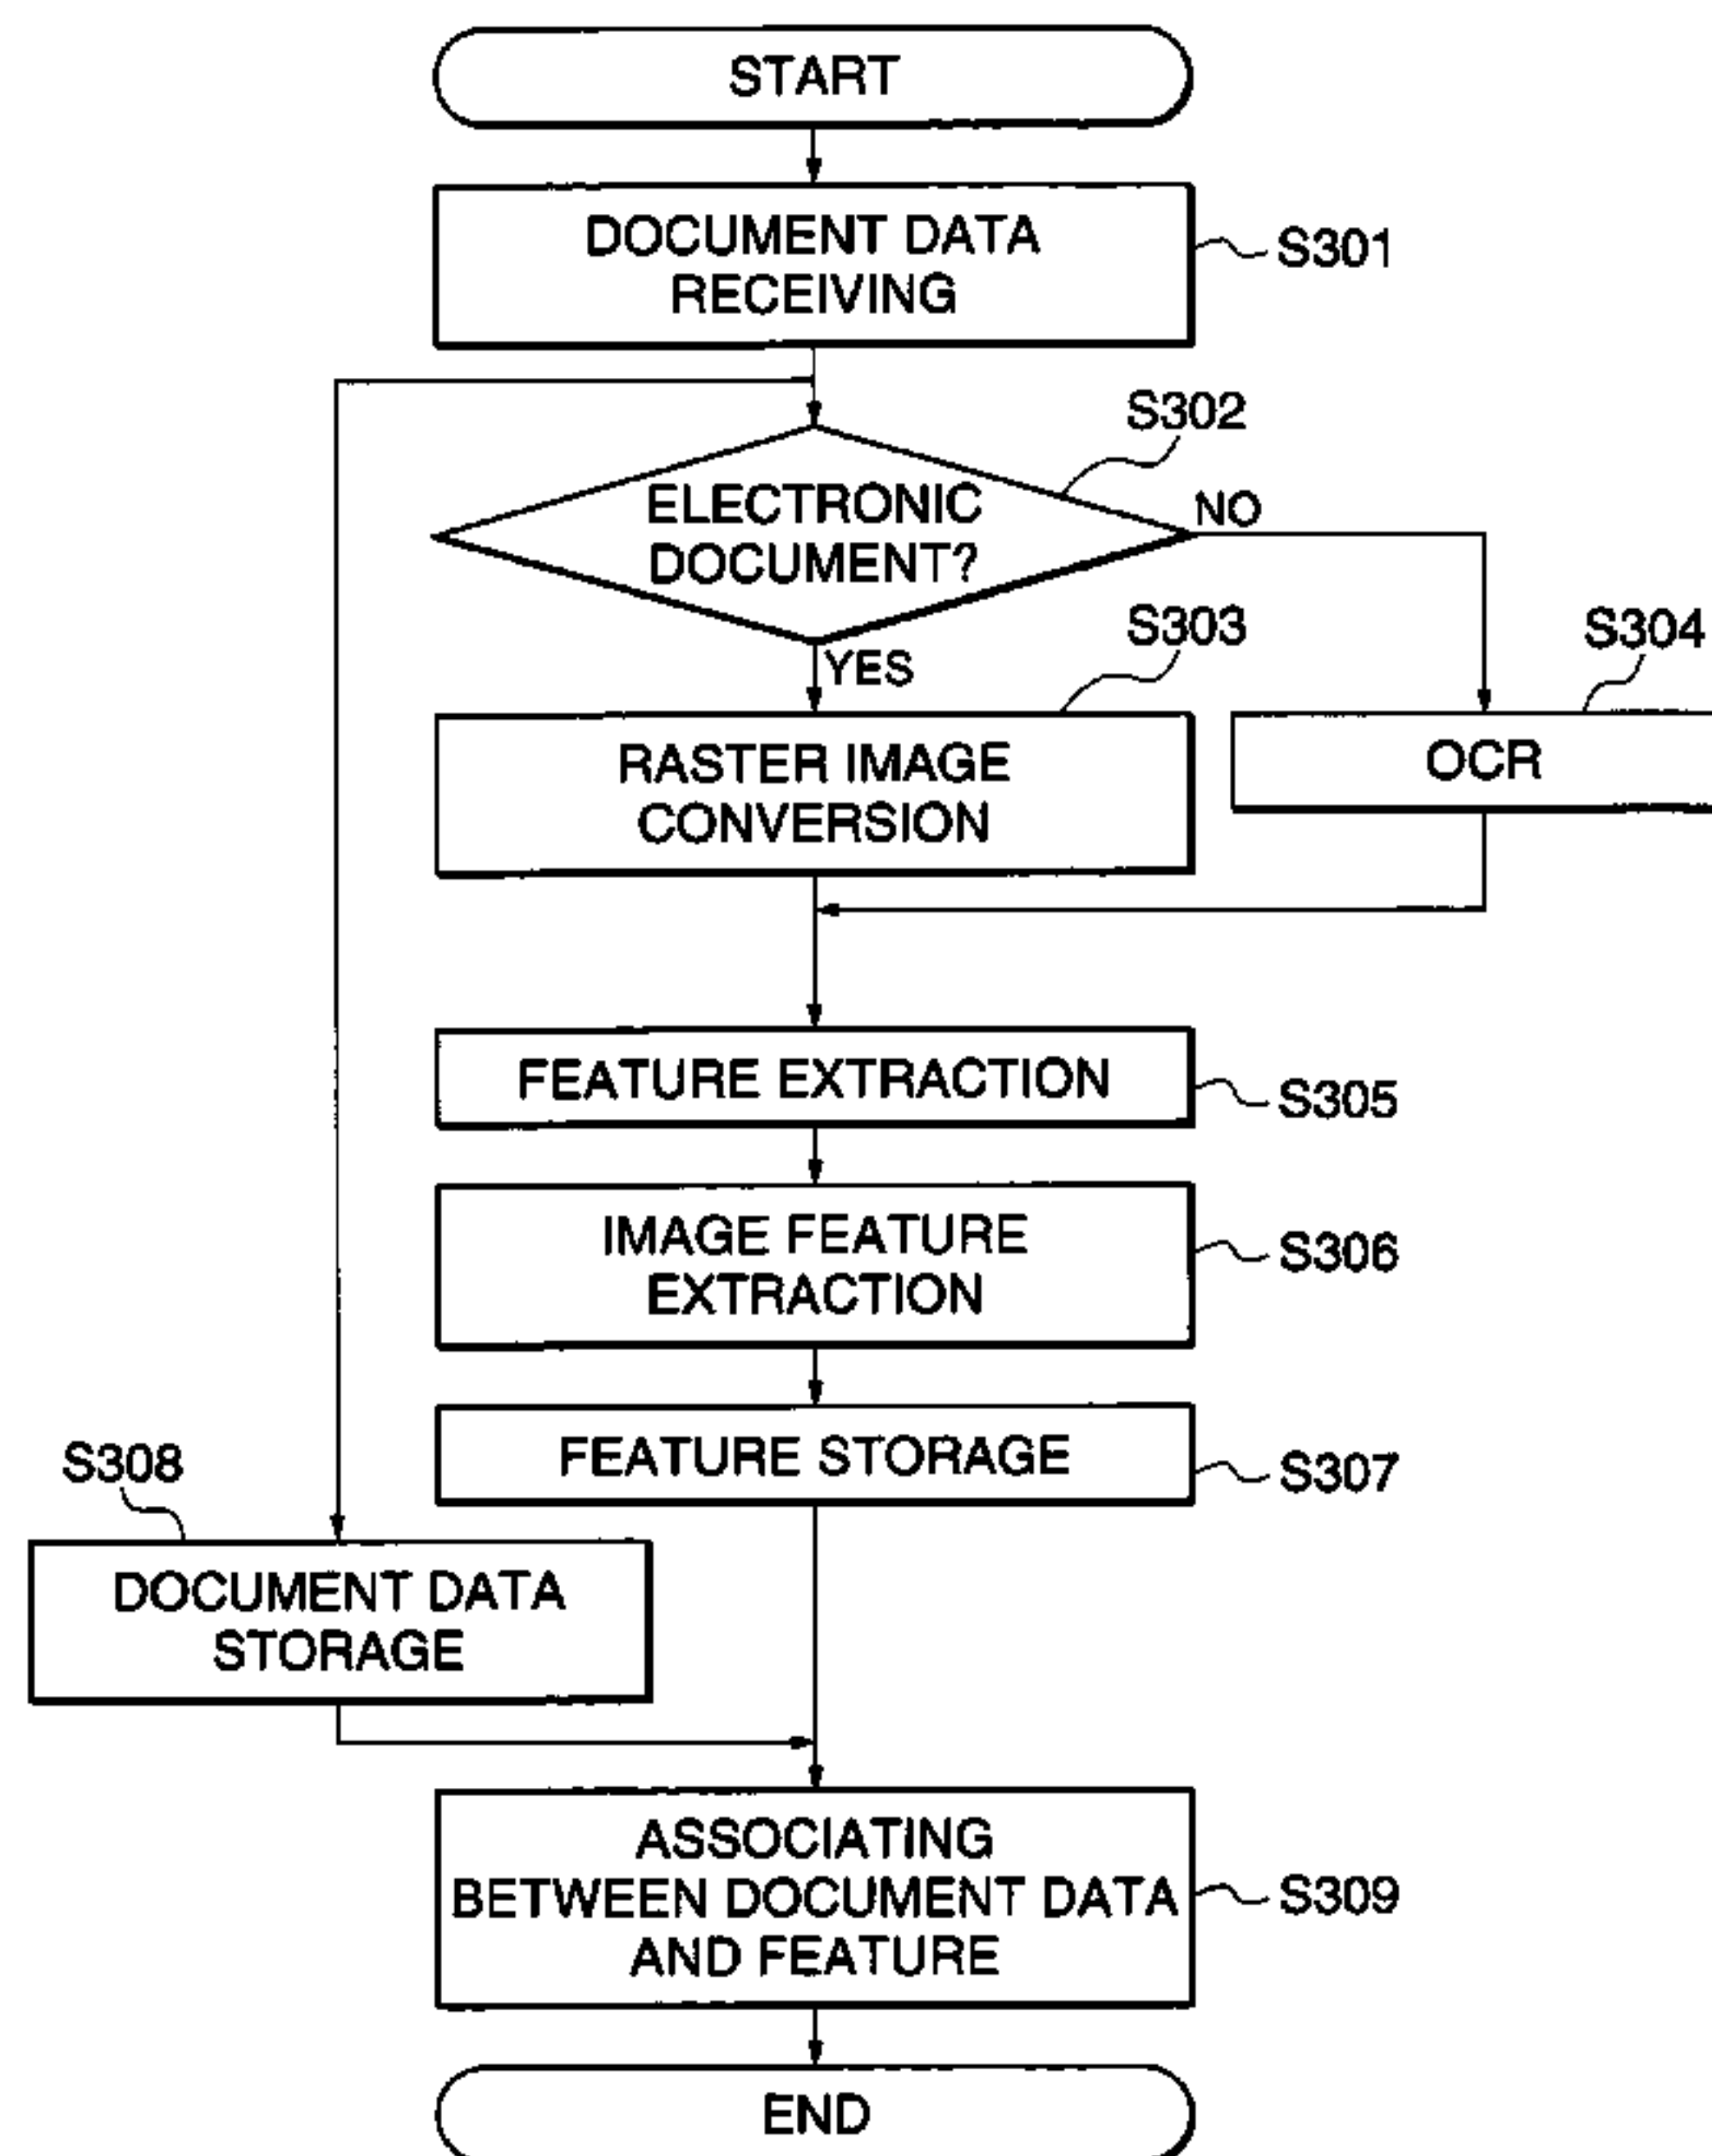 START
DOCUMENT DATA
RECEIVING
S301
S302
ELECTRONIC
DOCUMENT?
NO
YES
S303
S304
RASTER IMAGE
CONVERSION
OCR
FEATURE EXTRACTION
S305
IMAGE FEATURE
EXTRACTION
S306
FEATURE STORAGE
S307
S308
DOCUMENT DATA
STORAGE
ASSOCIATING
BETWEEN DOCUMENT DATA
AND FEATURE
S309
END